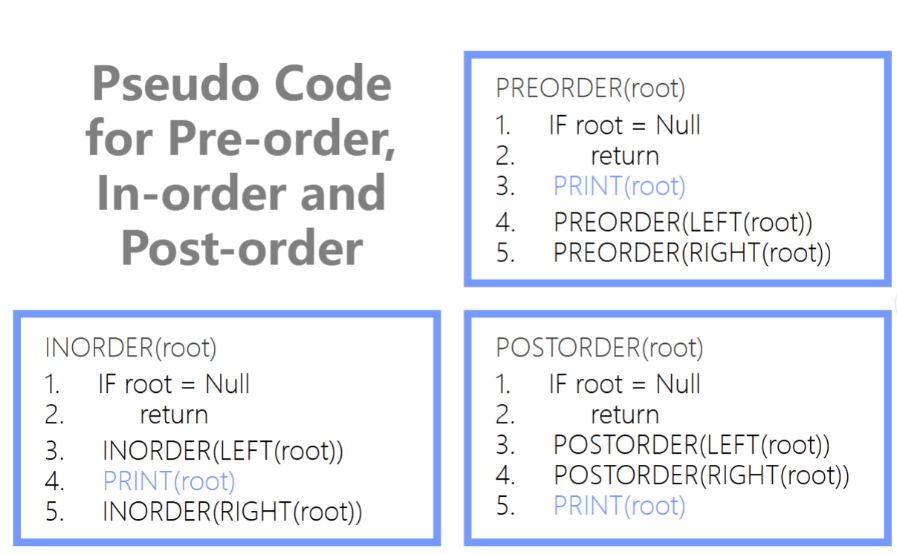 Pseudo Code
for Pre-order,
In-order and
Post-order
PREORDER(root)
1. IF root = Null
2. return
3. PRINT(root)
4. PREORDER(LEFT(root))
5. PREORDER(RIGHT(root))
INORDER(root)
1. IF root = Null
2. return
3. INORDER(LEFT(root))
4. PRINT(root)
5. INORDER(RIGHT(root))
POSTORDER(root)
1. IF root = Null
2. return
3. POSTORDER(LEFT(root))
4. POSTORDER(RIGHT(root))
5. PRINT(root)